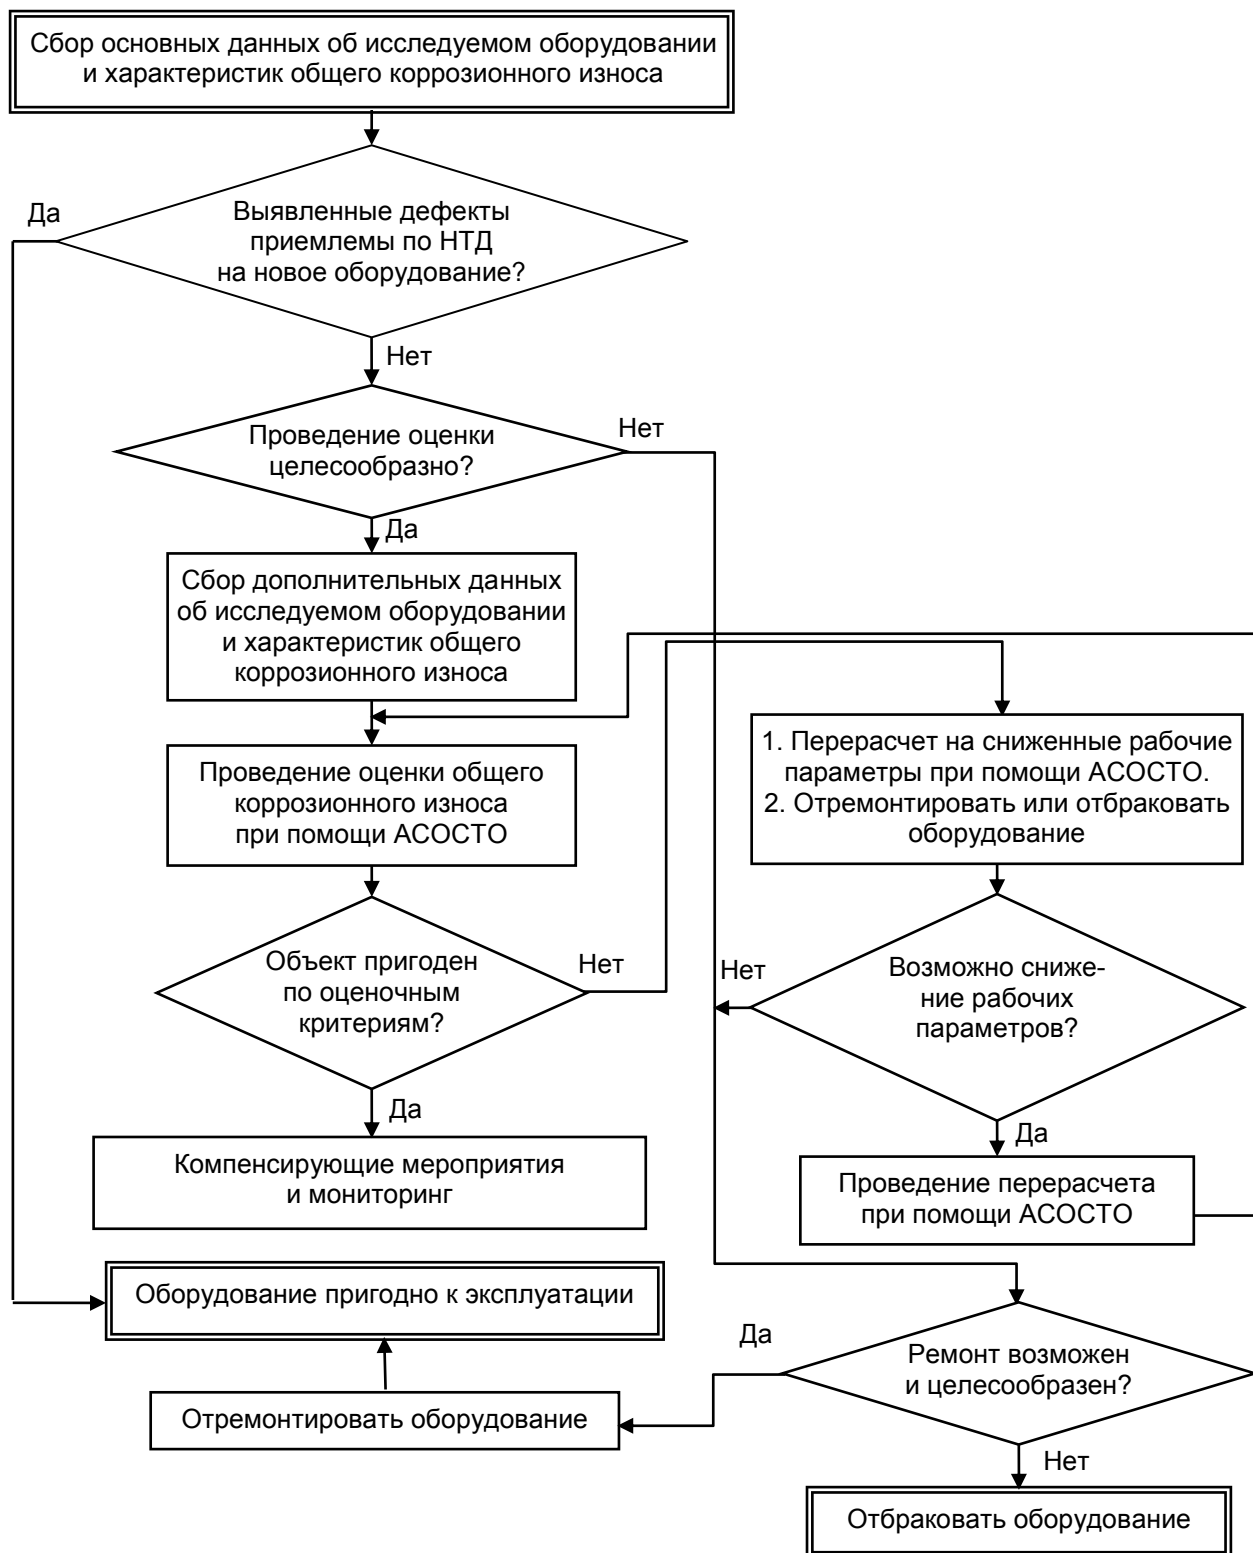 Сбор основных данных об исследуемом оборудовании
и характеристик общего коррозионного износа
Да
Выявленные дефекты
приемлемы по НТД
на новое оборудование?
Нет
Проведение оценки
целесообразно?
Нет
Да
Сбор дополнительных данных
об исследуемом оборудовании
и характеристик общего
коррозионного износа
1. Перерасчет на сниженные рабочие
параметры при помощи АСОСТО.
2. Отремонтировать или отбраковать
оборудование
Проведение оценки общего
коррозионного износа
при помощи АСОСТО
Объект пригоден
по оценочным
критериям?
Нет
Нет
Возможно сниже-
ние рабочих
параметров?
Да
Да
Компенсирующие мероприятия
и мониторинг
Проведение перерасчета
при помощи АСОСТО
Оборудование пригодно к эксплуатации
Да
Ремонт возможен
и целесообразен?
Отремонтировать оборудование
Нет
Отбраковать оборудование